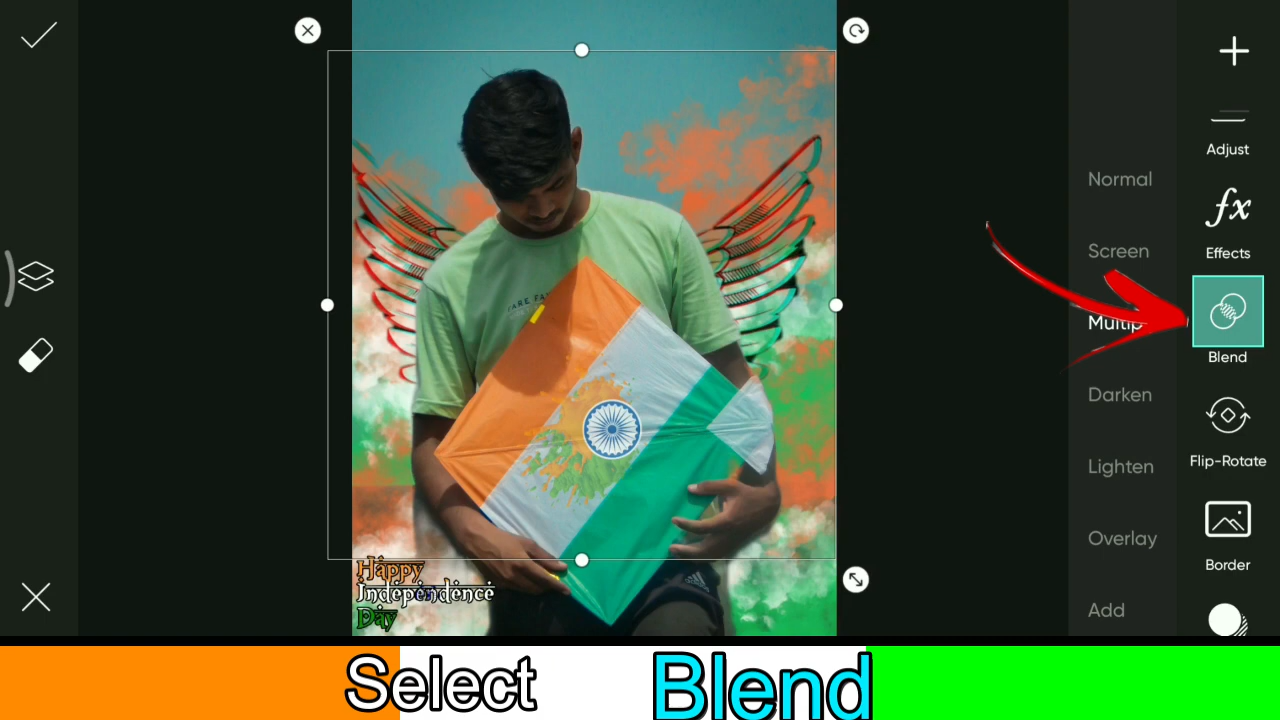 Adjust
Normal
Effects
Screen
Multip
Blend
Darken
Flip-Rotate
Lighten
Overlay
Border
Add
Happy
Independence
Day
Select Blend